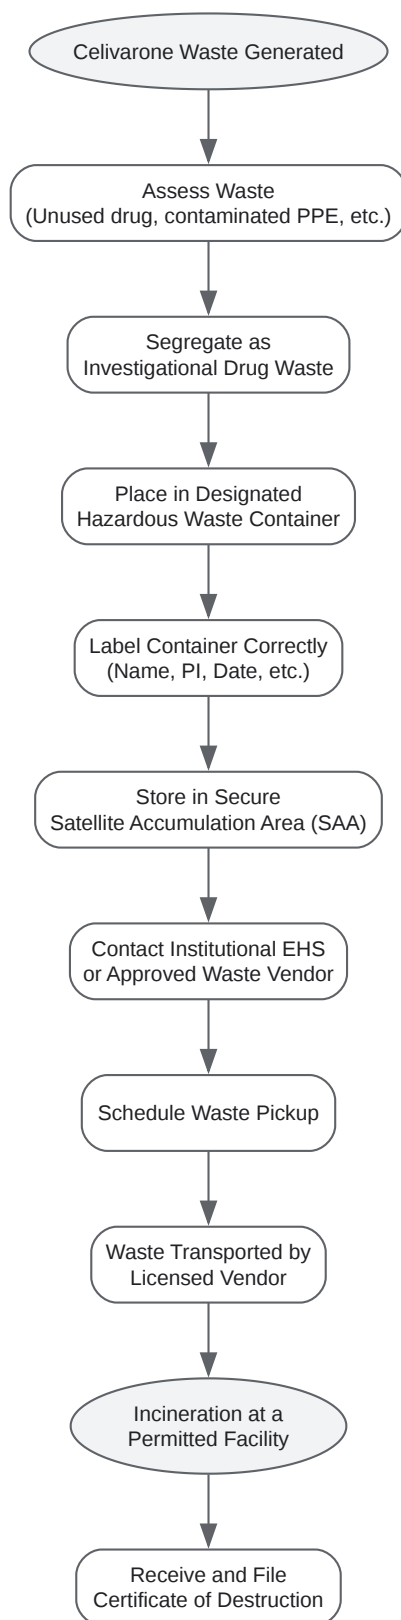 Celivarone Waste Generated
Assess Waste
(Unused drug, contaminated PPE, etc.)
Segregate as
Investigational Drug Waste
Place in Designated
Hazardous Waste Container
Label Container Correctly
(Name, PI, Date, etc.)
Store in Secure
Satellite Accumulation Area (SAA)
Contact Institutional EHS
or Approved Waste Vendor
Schedule Waste Pickup
Waste Transported by
Licensed Vendor
Incineration at a
Permitted Facility
Receive and File
Certificate of Destruction